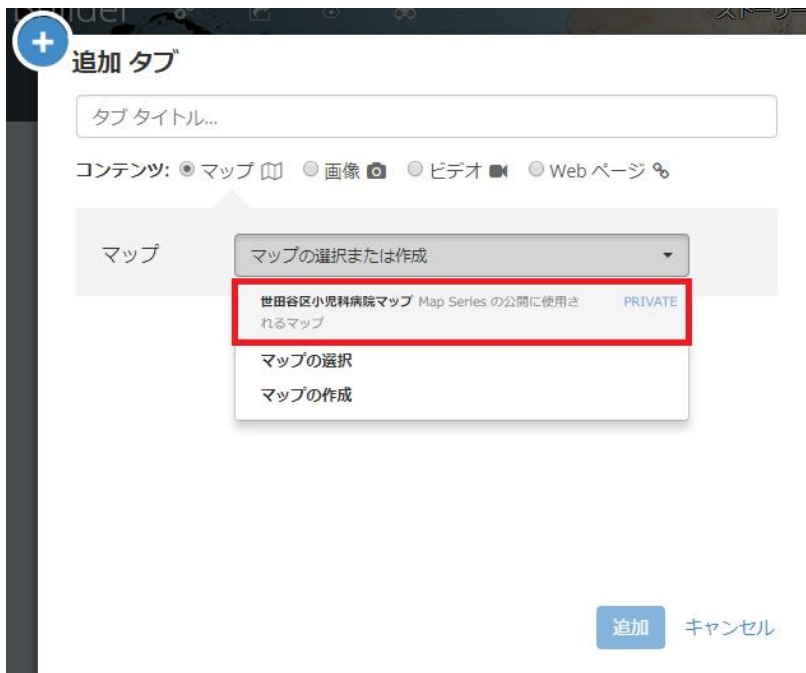 Builder
追加 タブ
タブ タイトル...
コンテンツ: マップ 画像 ビデオ Web ページ
マップ マップの選択または作成
世田谷区小児科病院マップ Map Series の公開に使用さ PRIVATE
れるマップ
マップの選択
マップの作成
追加 キャンセル